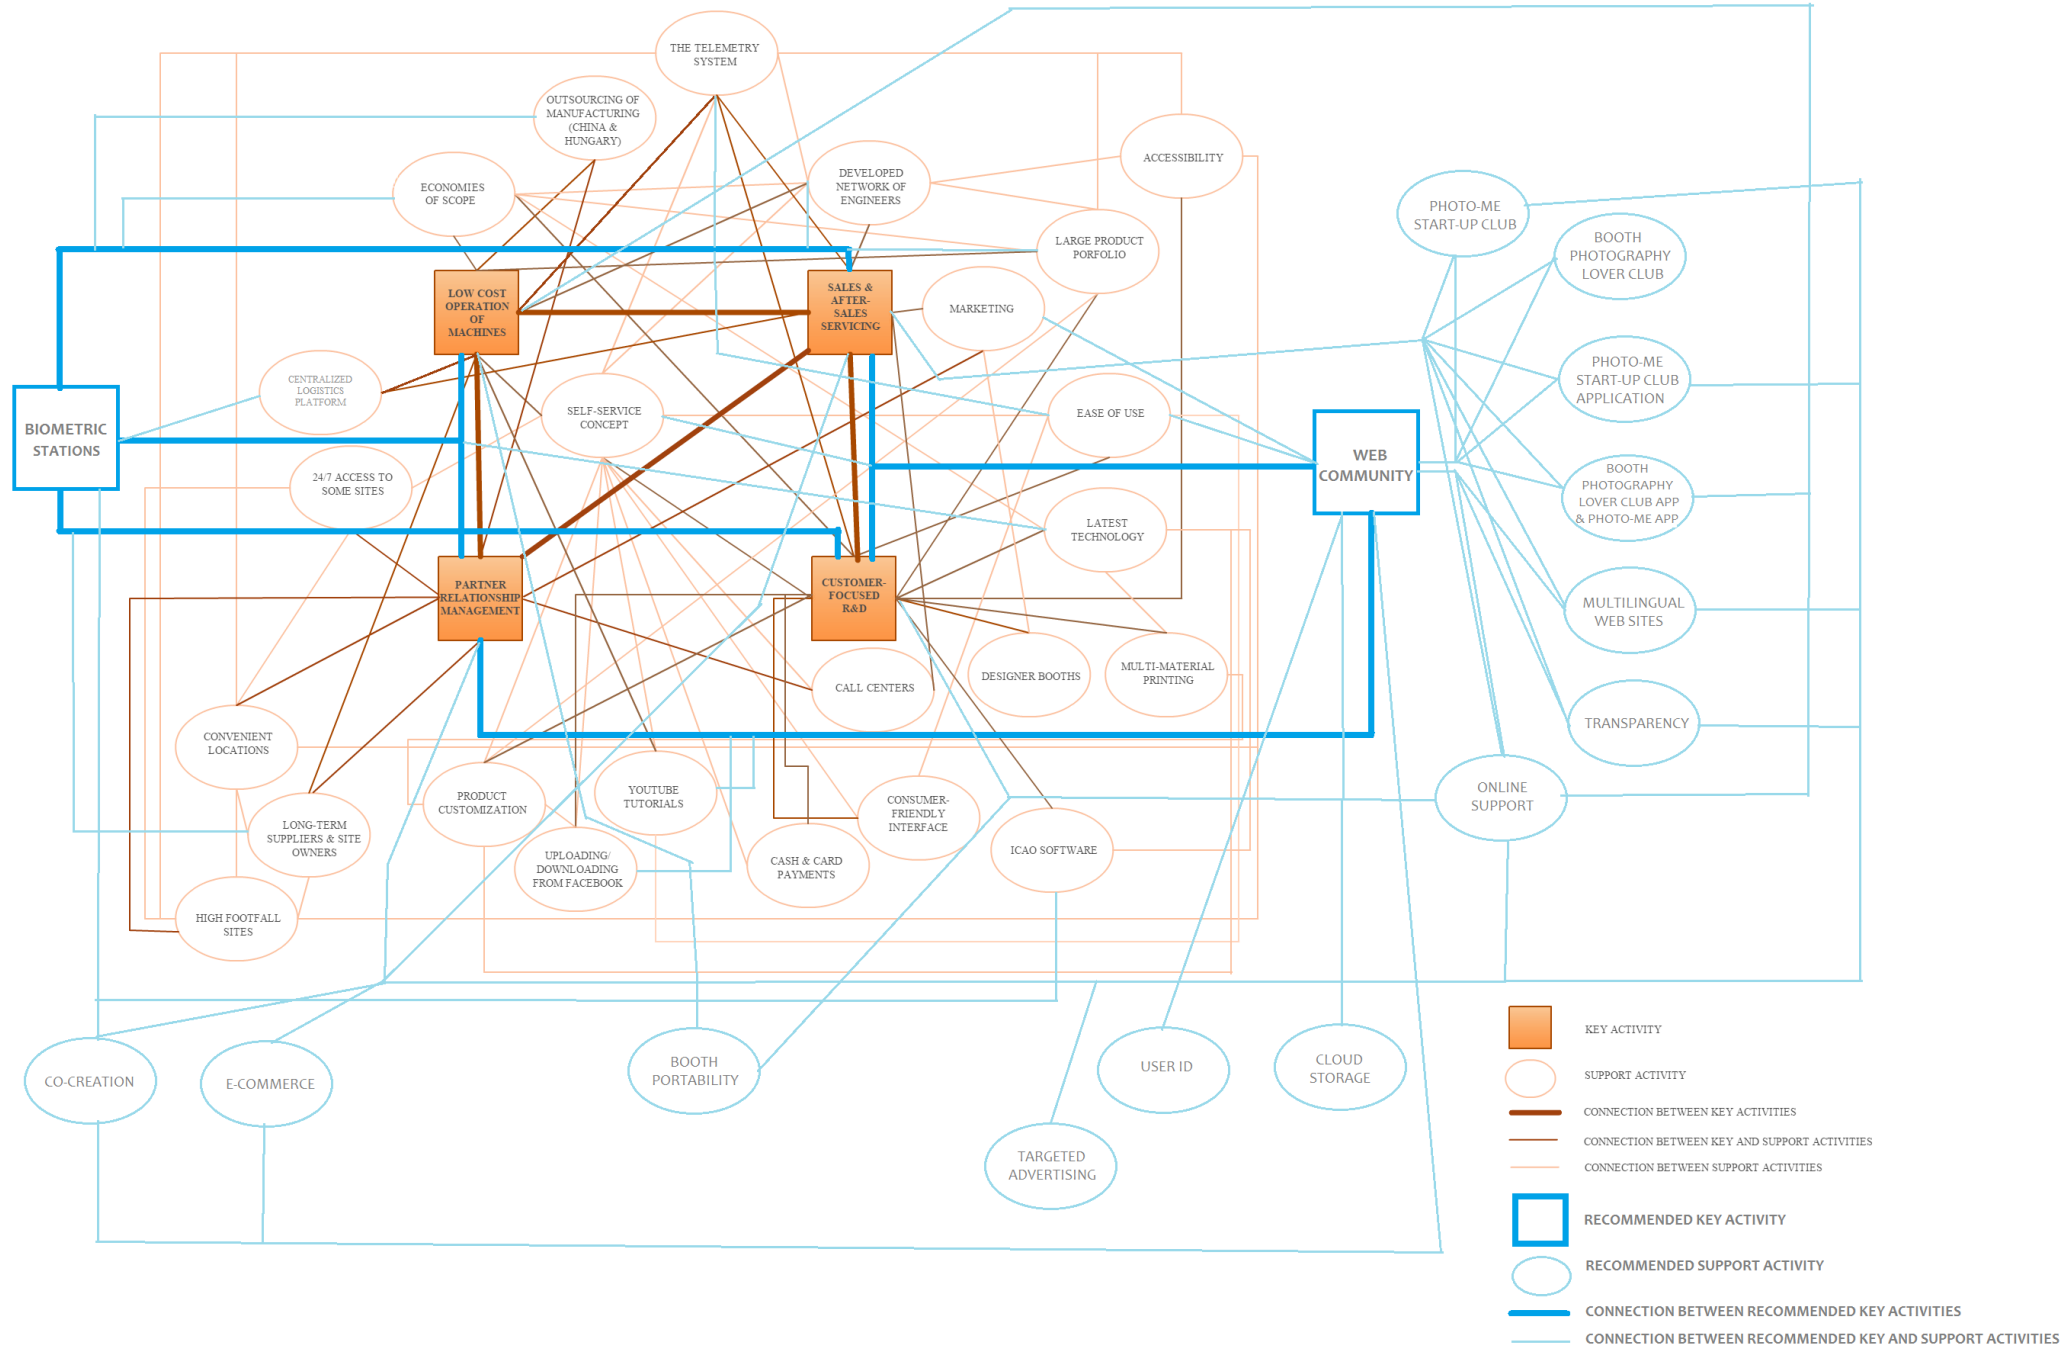 THE TELEMETRY
SYSTEM
OUTSOURCING OF
MANUFACTURING
(CHINA &
HUNGARY)
ACCESSIBILITY
ECONOMIES
OF SCOPE
DEVELOPED
NETWORK OF
ENGINEERS
PHOTO-ME
START-UP CLUB
BOOTH
PHOTOGRAPHY
LOVER CLUB
LARGE PRODUCT
PORFOLIO
LOW COST
OPERATION
OF
MACHINES
SALES &
AFTER-
SALES
SERVICING
MARKETING
PHOTO-ME
START-UP CLUB
APPLICATION
CENTRALIZED
LOGISTICS
PLATFORM
SELF-SERVICE
CONCEPT
EASE OF USE
BIOMETRIC
STATIONS
WEB
COMMUNITY
24/7 ACCESS TO
SOME SITES
BOOTH
PHOTOGRAPHY
LOVER CLUB APP
& PHOTO-ME APP
LATEST
TECHNOLOGY
PARTNER
RELATIONSHIP
MANAGEMENT
CUSTOMER-
FOCUSED
R&D
MULTILINGUAL
WEB SITES
CALL CENTERS
DESIGNER BOOTHS
MULTI-MATERIAL
PRINTING
TRANSPARENCY
CONVENIENT
LOCATIONS
PRODUCT
CUSTOMIZATION
YOUTUBE
TUTORIALS
CONSUMER-
FRIENDLY
INTERFACE
ONLINE
SUPPORT
LONG-TERM
SUPPLIERS & SITE
OWNERS
UPLOADING/
DOWNLOADING
FROM FACEBOOK
CASH & CARD
PAYMENTS
ICAO SOFTWARE
HIGH FOOTFALL
SITES
CO-CREATION
E-COMMERCE
BOOTH
PORTABILITY
USER ID
CLOUD
STORAGE
TARGETED
ADVERTISING
KEY ACTIVITY
SUPPORT ACTIVITY
CONNECTION BETWEEN KEY ACTIVITIES
CONNECTION BETWEEN KEY AND SUPPORT ACTIVITIES
CONNECTION BETWEEN SUPPORT ACTIVITIES
RECOMMENDED KEY ACTIVITY
RECOMMENDED SUPPORT ACTIVITY
CONNECTION BETWEEN RECOMMENDED KEY ACTIVITIES
CONNECTION BETWEEN RECOMMENDED KEY AND SUPPORT ACTIVITIES